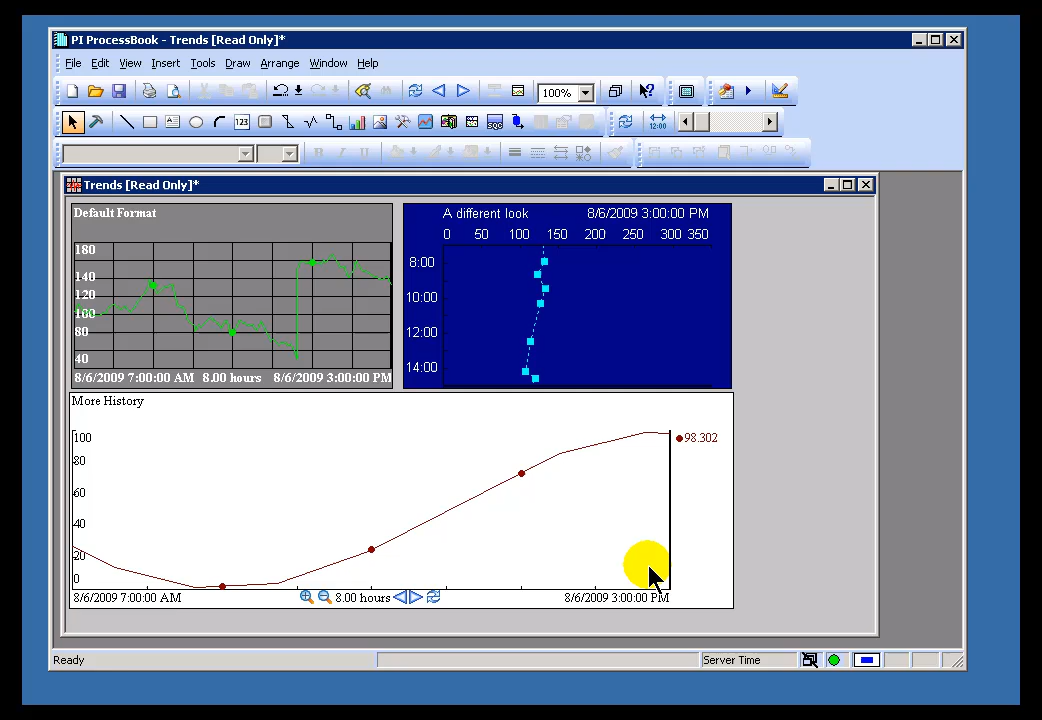 PI ProcessBook - Trends [Read Only]*
File Edit View Insert Tools Draw Arrange Window Help
100%
123
SQC
12:00
B I U
Trends [Read Only]*
Default Format
180
140
120
100
80
40
8/6/2009 7:00:00 AM 8.00 hours 8/6/2009 3:00:00 PM
A different look 8/6/2009 3:00:00 PM
0 50 100 150 200 250 300 350
8:00
10:00
12:00
14:00
More History
100
98.302
80
60
40
20
0
8/6/2009 7:00:00 AM 8.00 hours 8/6/2009 3:00:00 PM
Ready Server Time